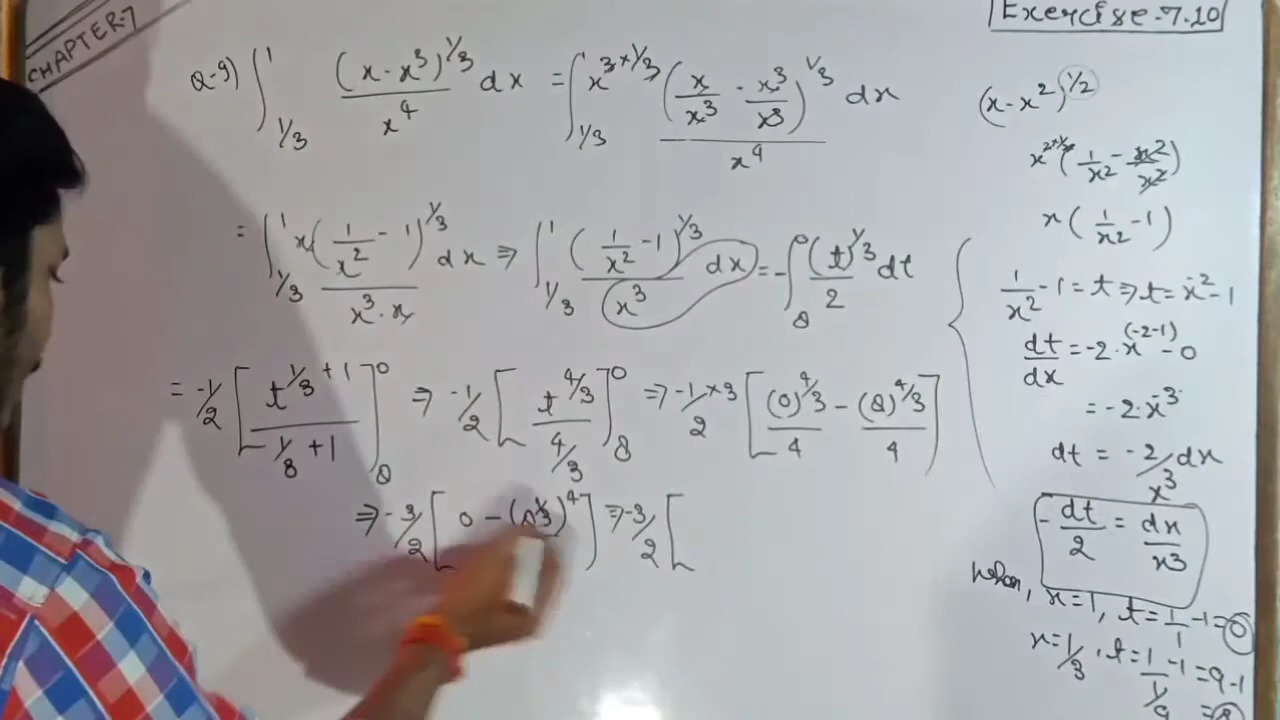 CHAPTER-7
Exercise-7.10
Q-9) ∫_{1/3}^{1} (x-x³)^{1/3}/x⁴ dx = ∫_{1/3}^{1} x^{3×1/3} (x/x³ - x³/x³)^{1/3}/x⁴ dx
= ∫_{1/3}^{1} x(1/x² - 1)^{1/3}/(x³·x) dx ⇒ ∫_{1/3}^{1} (1/x² - 1)^{1/3}/x³ dx = -∫_{8}^{0} (t)^{1/3}/2 dt
= -1/2 [t^{1/3+1}/(1/8+1)]_{8}^{0} ⇒ -1/2 [t^{4/3}/(4/3)]_{8}^{0} ⇒ -1/2×3 [(0)^{4/3}/4 - (8)^{4/3}/4]
⇒ -3/2 [0 - ( ^{1/3})^4] ⇒ -3/2 [
(x-x²)^{1/2}
x^{2×1/2}(1/x² - x²/x²)
x(1/x² - 1)
1/x² - 1 = t ⇒ t = x^{-2} - 1
dt/dx = -2·x^{(-2-1)} - 0
= -2·x^{-3}
dt = -2/x³ dx
-dt/2 = dx/x³
when, x=1, t=1/1 -1=0
x=1/3, t=1/(1/9) -1 = 9-1
=8